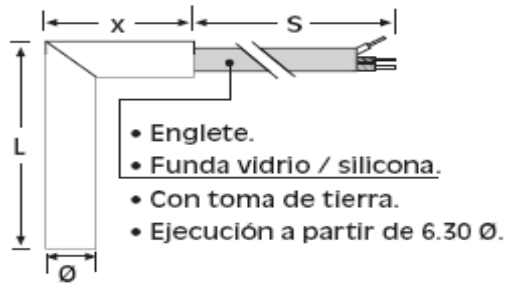 x
S
L
• Englete.
• Funda vidrio / silicona.
• Con toma de tierra.
• Ejecución a partir de 6.30 Ø.
Ø